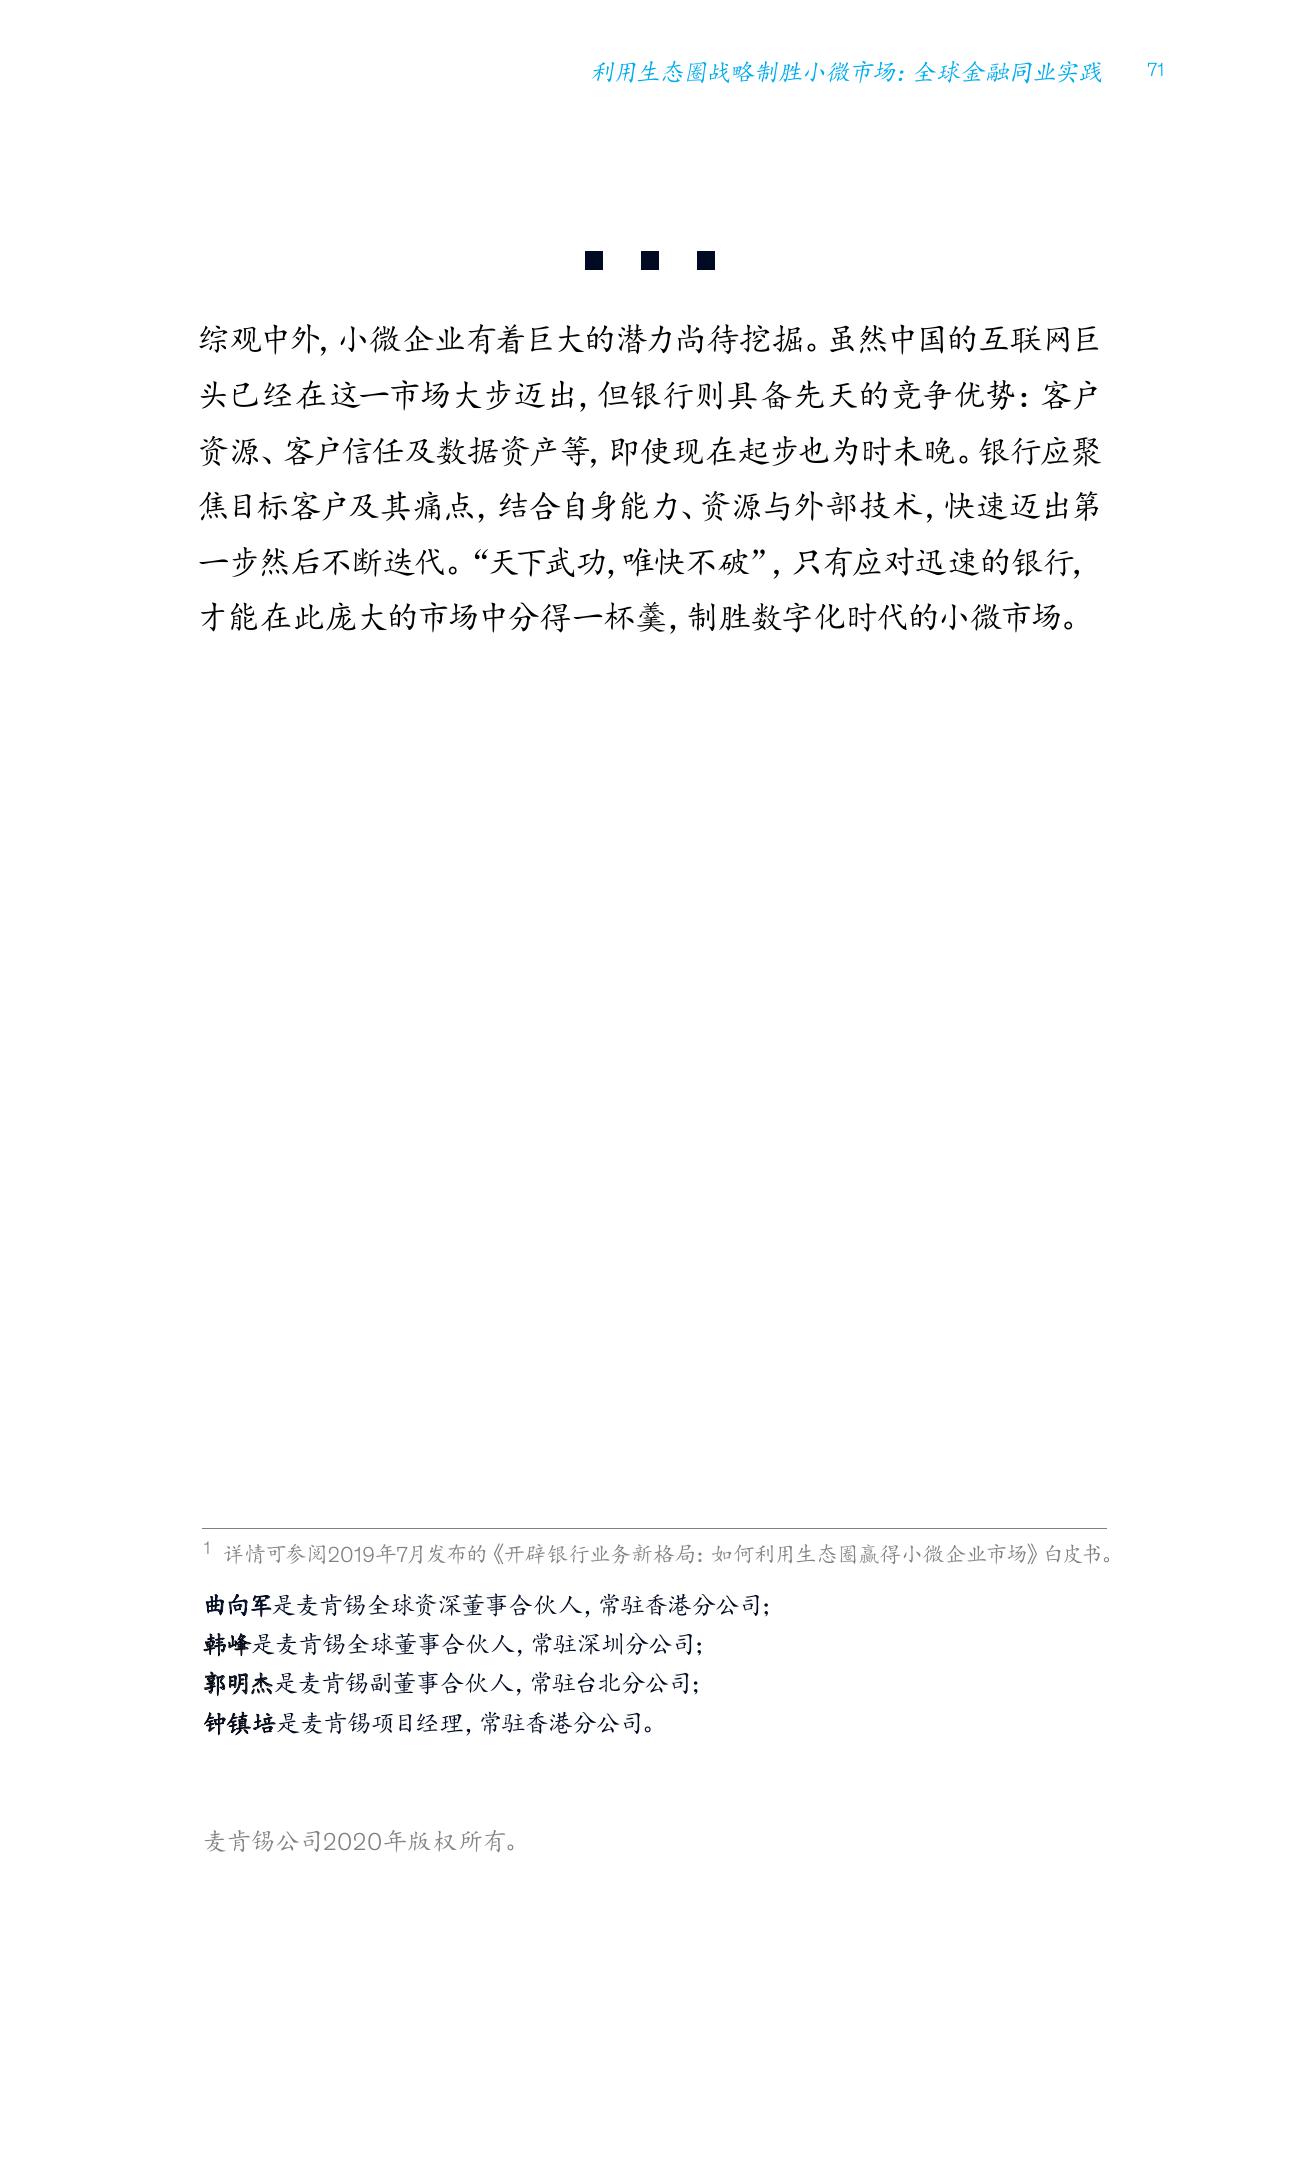 利用生态圈战略制胜小微市场：全球金融同业实践 71
■ ■ ■
综观中外，小微企业有着巨大的潜力尚待挖掘。虽然中国的互联网巨
头已经在这一市场大步迈出，但银行则具备先天的竞争优势：客户
资源、客户信任及数据资产等，即使现在起步也为时未晚。银行应聚
焦目标客户及其痛点，结合自身能力、资源与外部技术，快速迈出第
一步然后不断迭代。“天下武功，唯快不破”，只有应对迅速的银行，
才能在此庞大的市场中分得一杯羹，制胜数字化时代的小微市场。
1 详情可参阅2019年7月发布的《开辟银行业务新格局：如何利用生态圈赢得小微企业市场》白皮书。
曲向军是麦肯锡全球资深董事合伙人，常驻香港分公司；
韩峰是麦肯锡全球董事合伙人，常驻深圳分公司；
郭明杰是麦肯锡副董事合伙人，常驻台北分公司；
钟镇培是麦肯锡项目经理，常驻香港分公司。
麦肯锡公司2020年版权所有。